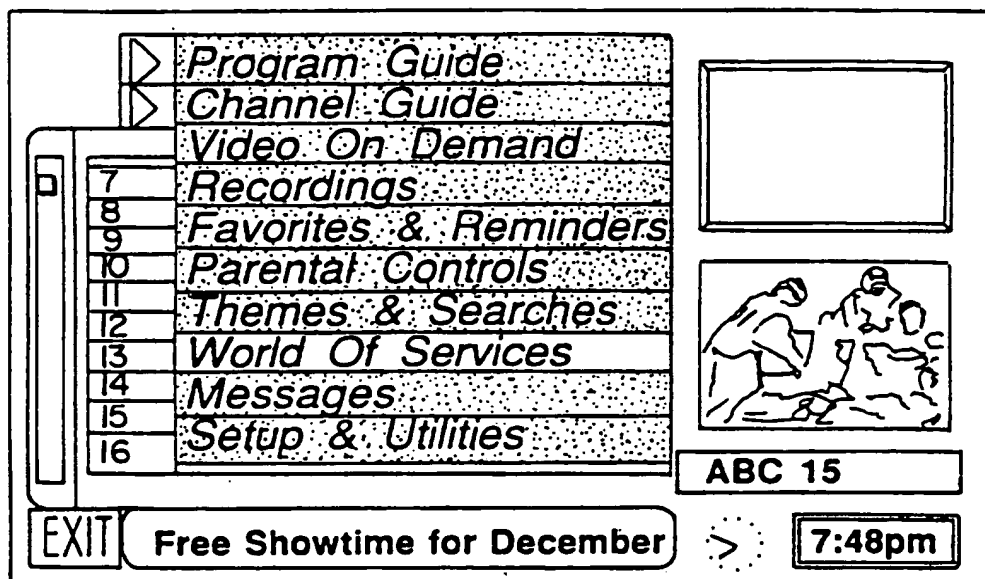 Program Guide
Channel Guide
Video On Demand
7 Recordings
8
Favorites & Reminders
9
10 Parental Controls
11
Themes & Searches
12
13 World Of Services
14
Messages
15
Setup & Utilities
16
ABC 15
EXIT
Free Showtime for December
7:48pm